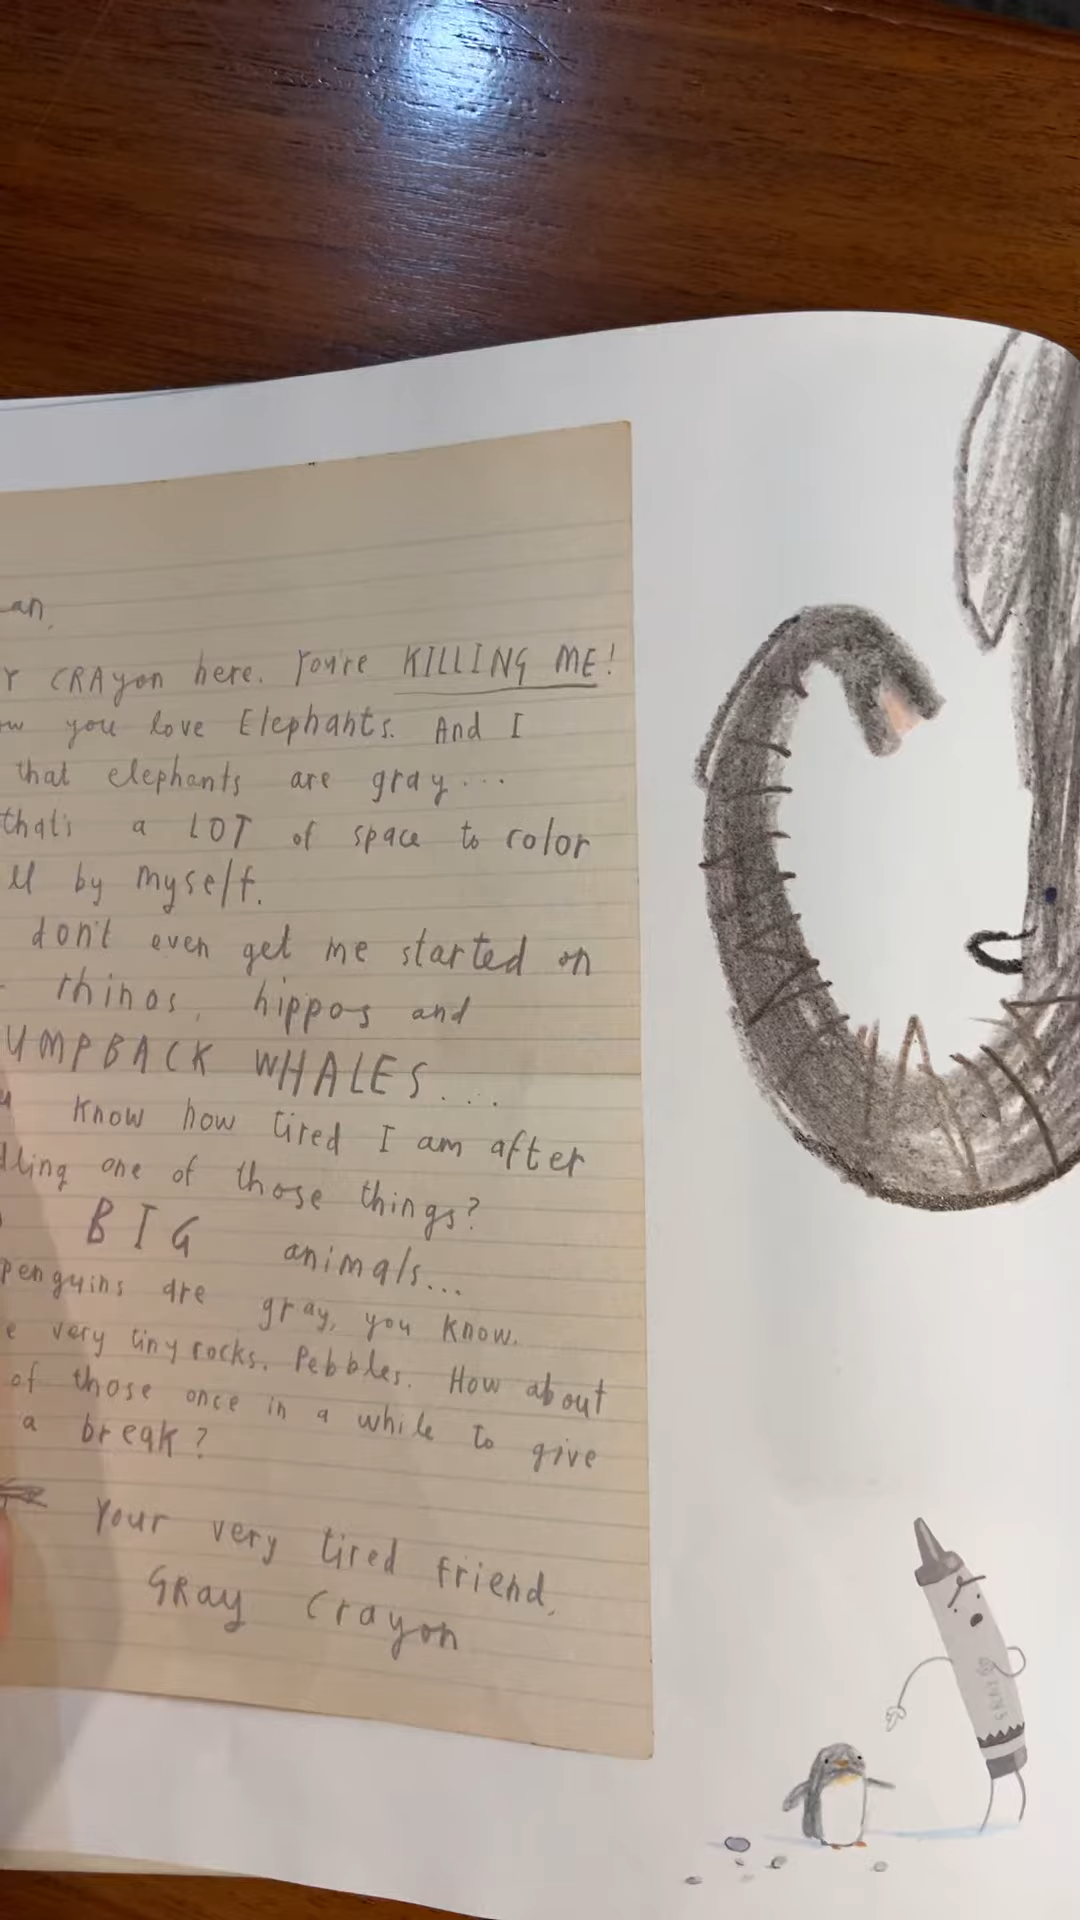 an,
Y CRAyon here. You're KILLING ME!
you love Elephants. And I
that elephants are gray...
that's a LOT of space to color
by myself.
don't even get me started on
rhinos, hippos and
UMPBACK WHALES....
know how tired I am after
one of those things?
BIG animals...
penguins are gray, you know.
very tiny rocks. Pebbles. How about
of those once in a while to give
a break?
Your very tired friend,
GRAy Crayon